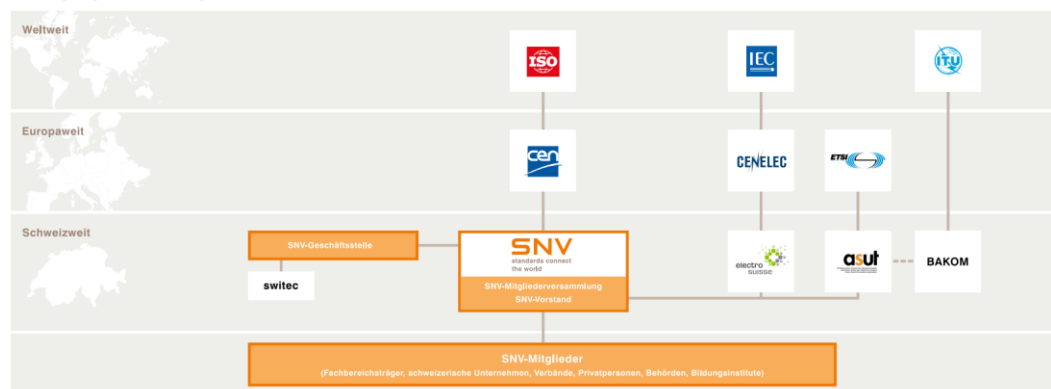 Weltweit
ISO
IEC
ITU
Europaweit
cen
CENELEC
ETSI
Schweizweit
SNV-Geschäftsstelle
switec
SNV
standards connect
the world
SNV-Mitgliederversammlung
SNV-Vorstand
electro
suisse
asut
BAKOM
SNV-Mitglieder
(Fachbereichsträger, schweizerische Unternehmen, Verbände, Privatpersonen, Behörden, Bildungsinstitute)